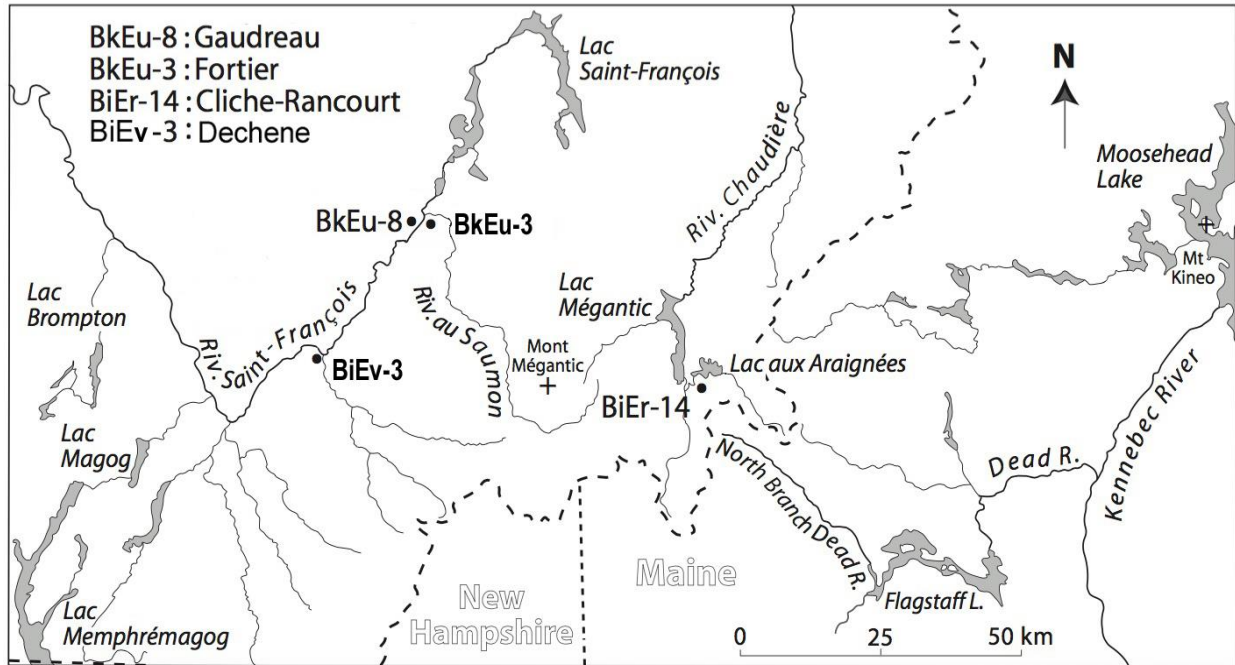 BkEu-8 : Gaudreau
BkEu-3 : Fortier
BiEr-14 : Cliche-Rancourt
BiEv-3 : Dechene
Lac
Saint-François
N
Riv. Chaudière
Moosehead
Lake
BkEu-8
BkEu-3
Mt
Kineo
Lac
Mégantic
Lac
Brompton
Riv. Saint-François
Riv. au Saumon
Mont
Mégantic
BiEv-3
Lac aux Araignées
BiEr-14
Kennebec River
Lac
Magog
North Branch Dead R.
Dead R.
Maine
New
Hampshire
Flagstaff L.
Lac
Memphrémagog
0 25 50 km